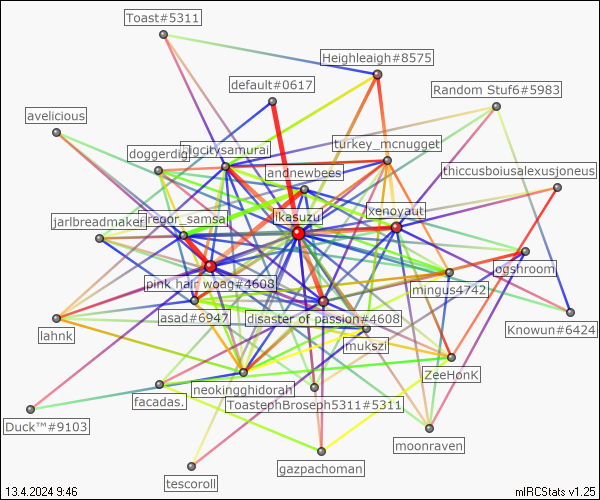 Toast#5311
Heighleaigh#8575
default#0617
Random Stuf6#5983
avelicious
bigcitysamurai
turkey_mcnugget
doggerdig
andnewbees
thiccusboiusalexusjoneus
jarlbreadmaker
gregor_samsa
ikasuzu
xenoyaut
ogshroom
pink hair woag#4608
mingus4742
asad#6947
disaster of passion#4608
lahnk
mukszi
Knowun#6424
ZeeHonK
neokingghidorah
facadas.
ToastephBroseph5311#5311
Duck™#9103
moonraven
gazpachoman
tescoroll
13.4.2024 9:46
mIRCStats v1.25